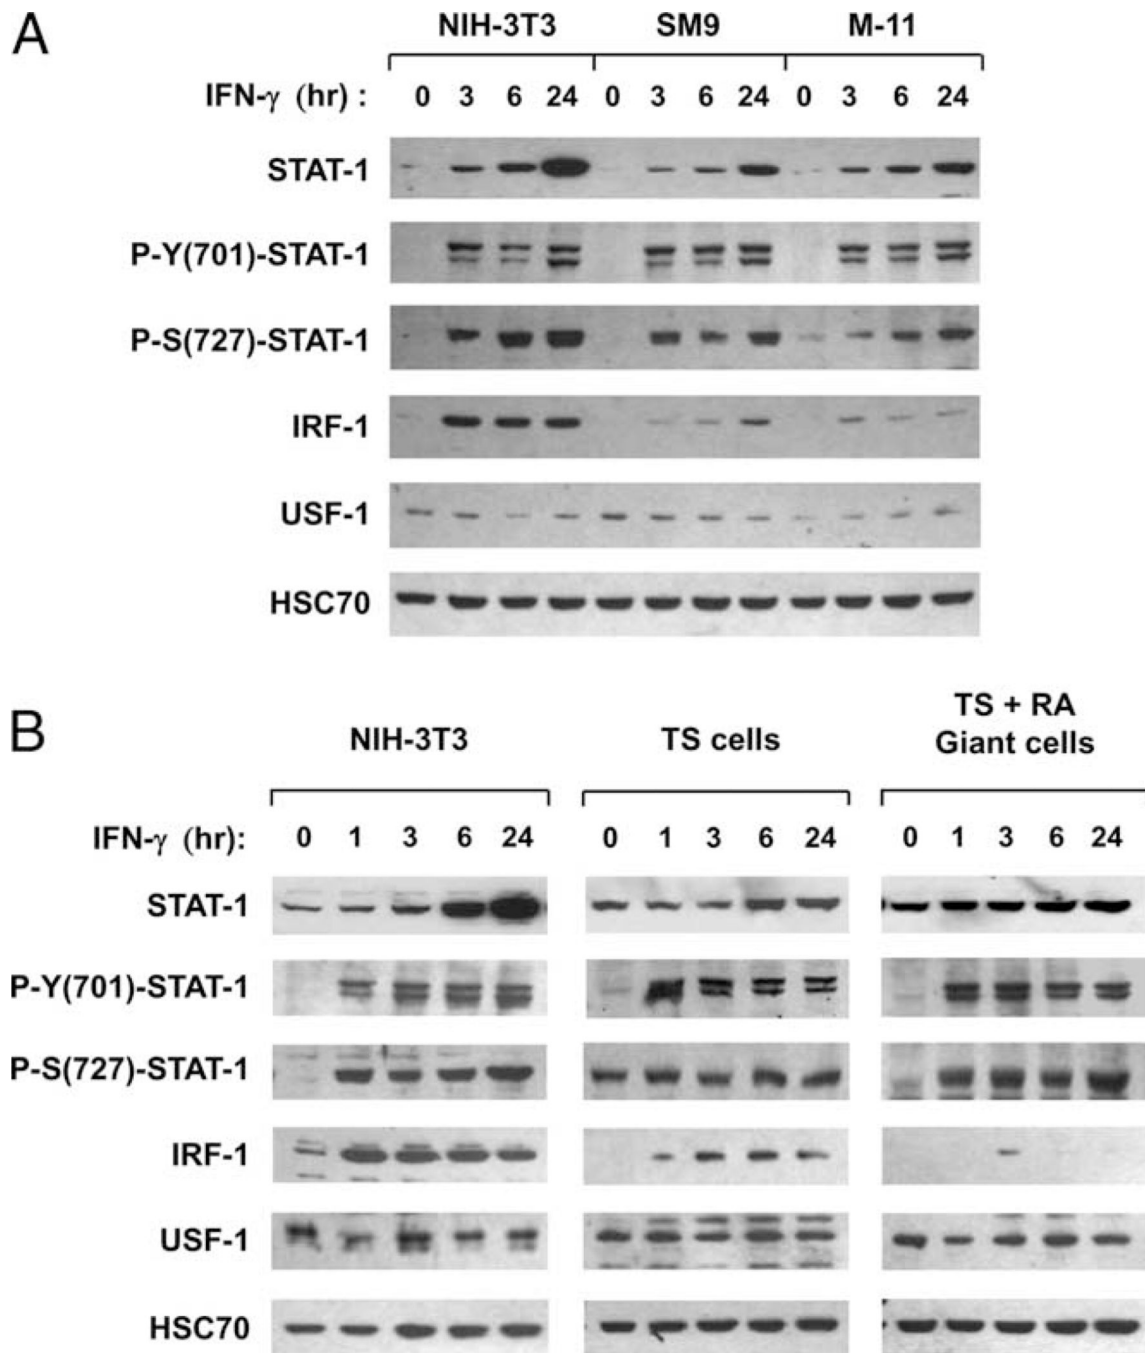 A
NIH-3T3 SM9 M-11
IFN-γ (hr) : 0 3 6 24 0 3 6 24 0 3 6 24
STAT-1
P-Y(701)-STAT-1
P-S(727)-STAT-1
IRF-1
USF-1
HSC70
B
NIH-3T3 TS cells TS + RA
Giant cells
IFN-γ (hr): 0 1 3 6 24 0 1 3 6 24 0 1 3 6 24
STAT-1
P-Y(701)-STAT-1
P-S(727)-STAT-1
IRF-1
USF-1
HSC70